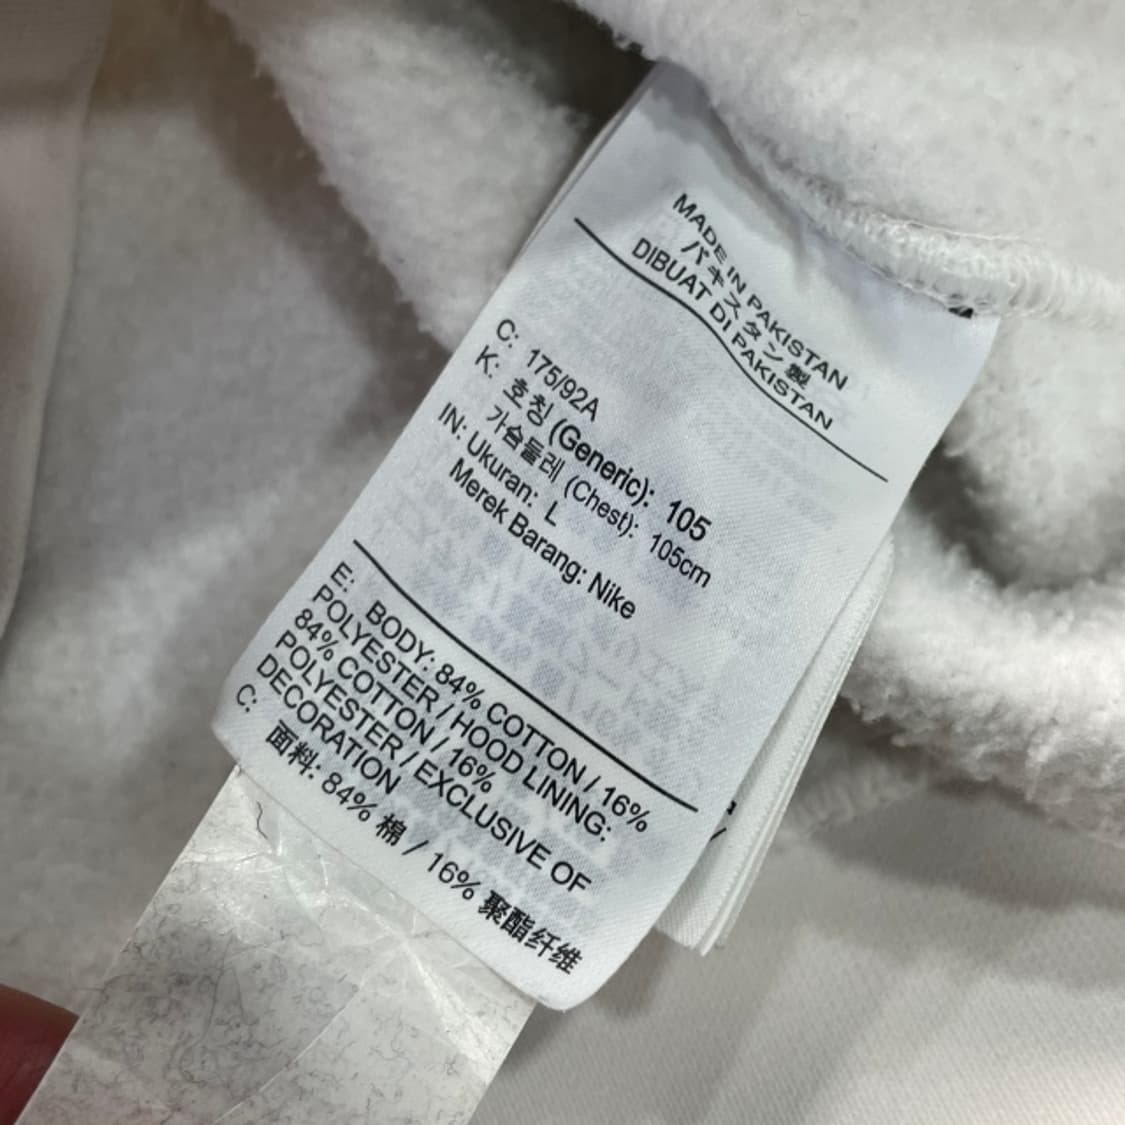 MADE IN PAKISTAN
パキスタン製
DIBUAT DI PAKISTAN
C: 175/92A
K: 호칭 (Generic): 105
가슴둘레 (Chest): 105cm
IN: Ukuran: L
Merek Barang: Nike
E: BODY: 84% COTTON / 16%
POLYESTER / HOOD LINING:
84% COTTON / 16%
POLYESTER / EXCLUSIVE OF
DECORATION
C: 面料: 84% 棉 / 16% 聚酯纤维